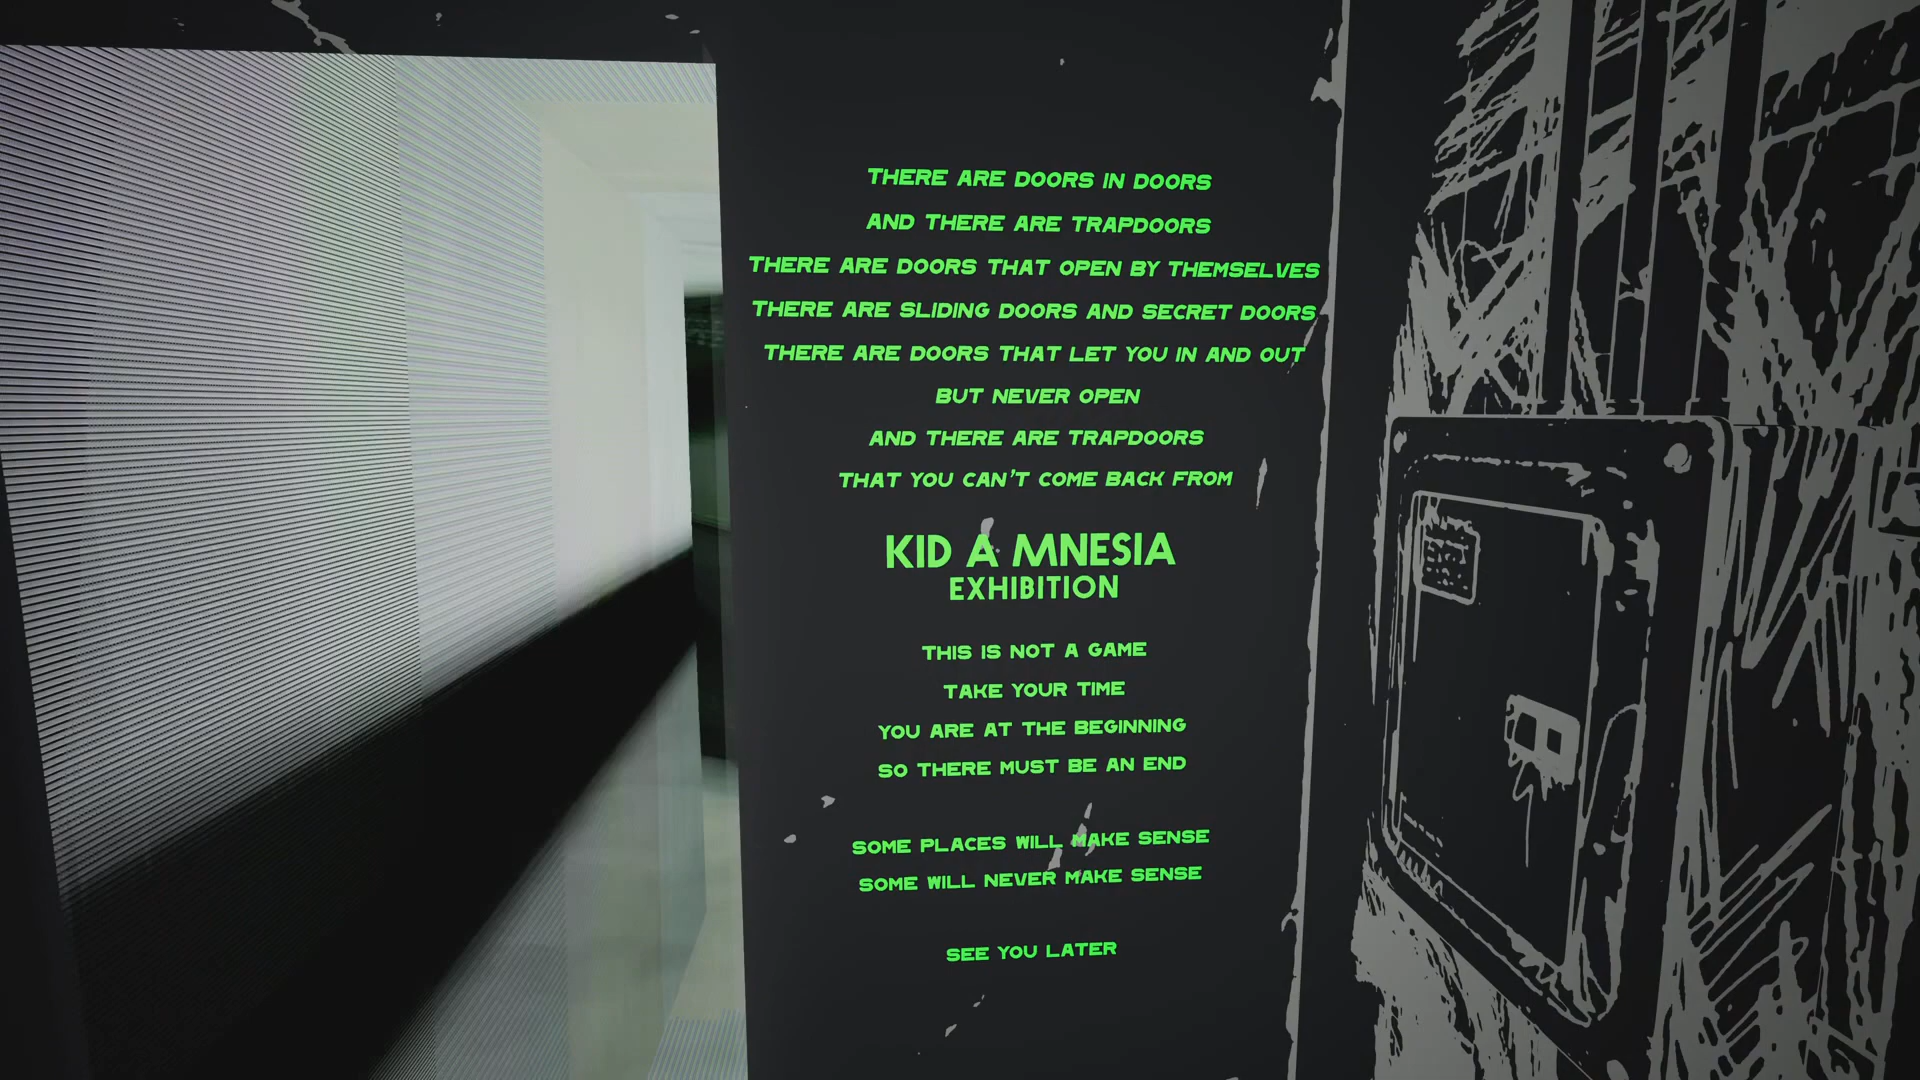 THERE ARE DOORS IN DOORS
AND THERE ARE TRAPDOORS
THERE ARE DOORS THAT OPEN BY THEMSELVES
THERE ARE SLIDING DOORS AND SECRET DOORS
THERE ARE DOORS THAT LET YOU IN AND OUT
BUT NEVER OPEN
AND THERE ARE TRAPDOORS
THAT YOU CAN'T COME BACK FROM
KID A MNESIA
EXHIBITION
THIS IS NOT A GAME
TAKE YOUR TIME
YOU ARE AT THE BEGINNING
SO THERE MUST BE AN END
SOME PLACES WILL MAKE SENSE
SOME WILL NEVER MAKE SENSE
SEE YOU LATER